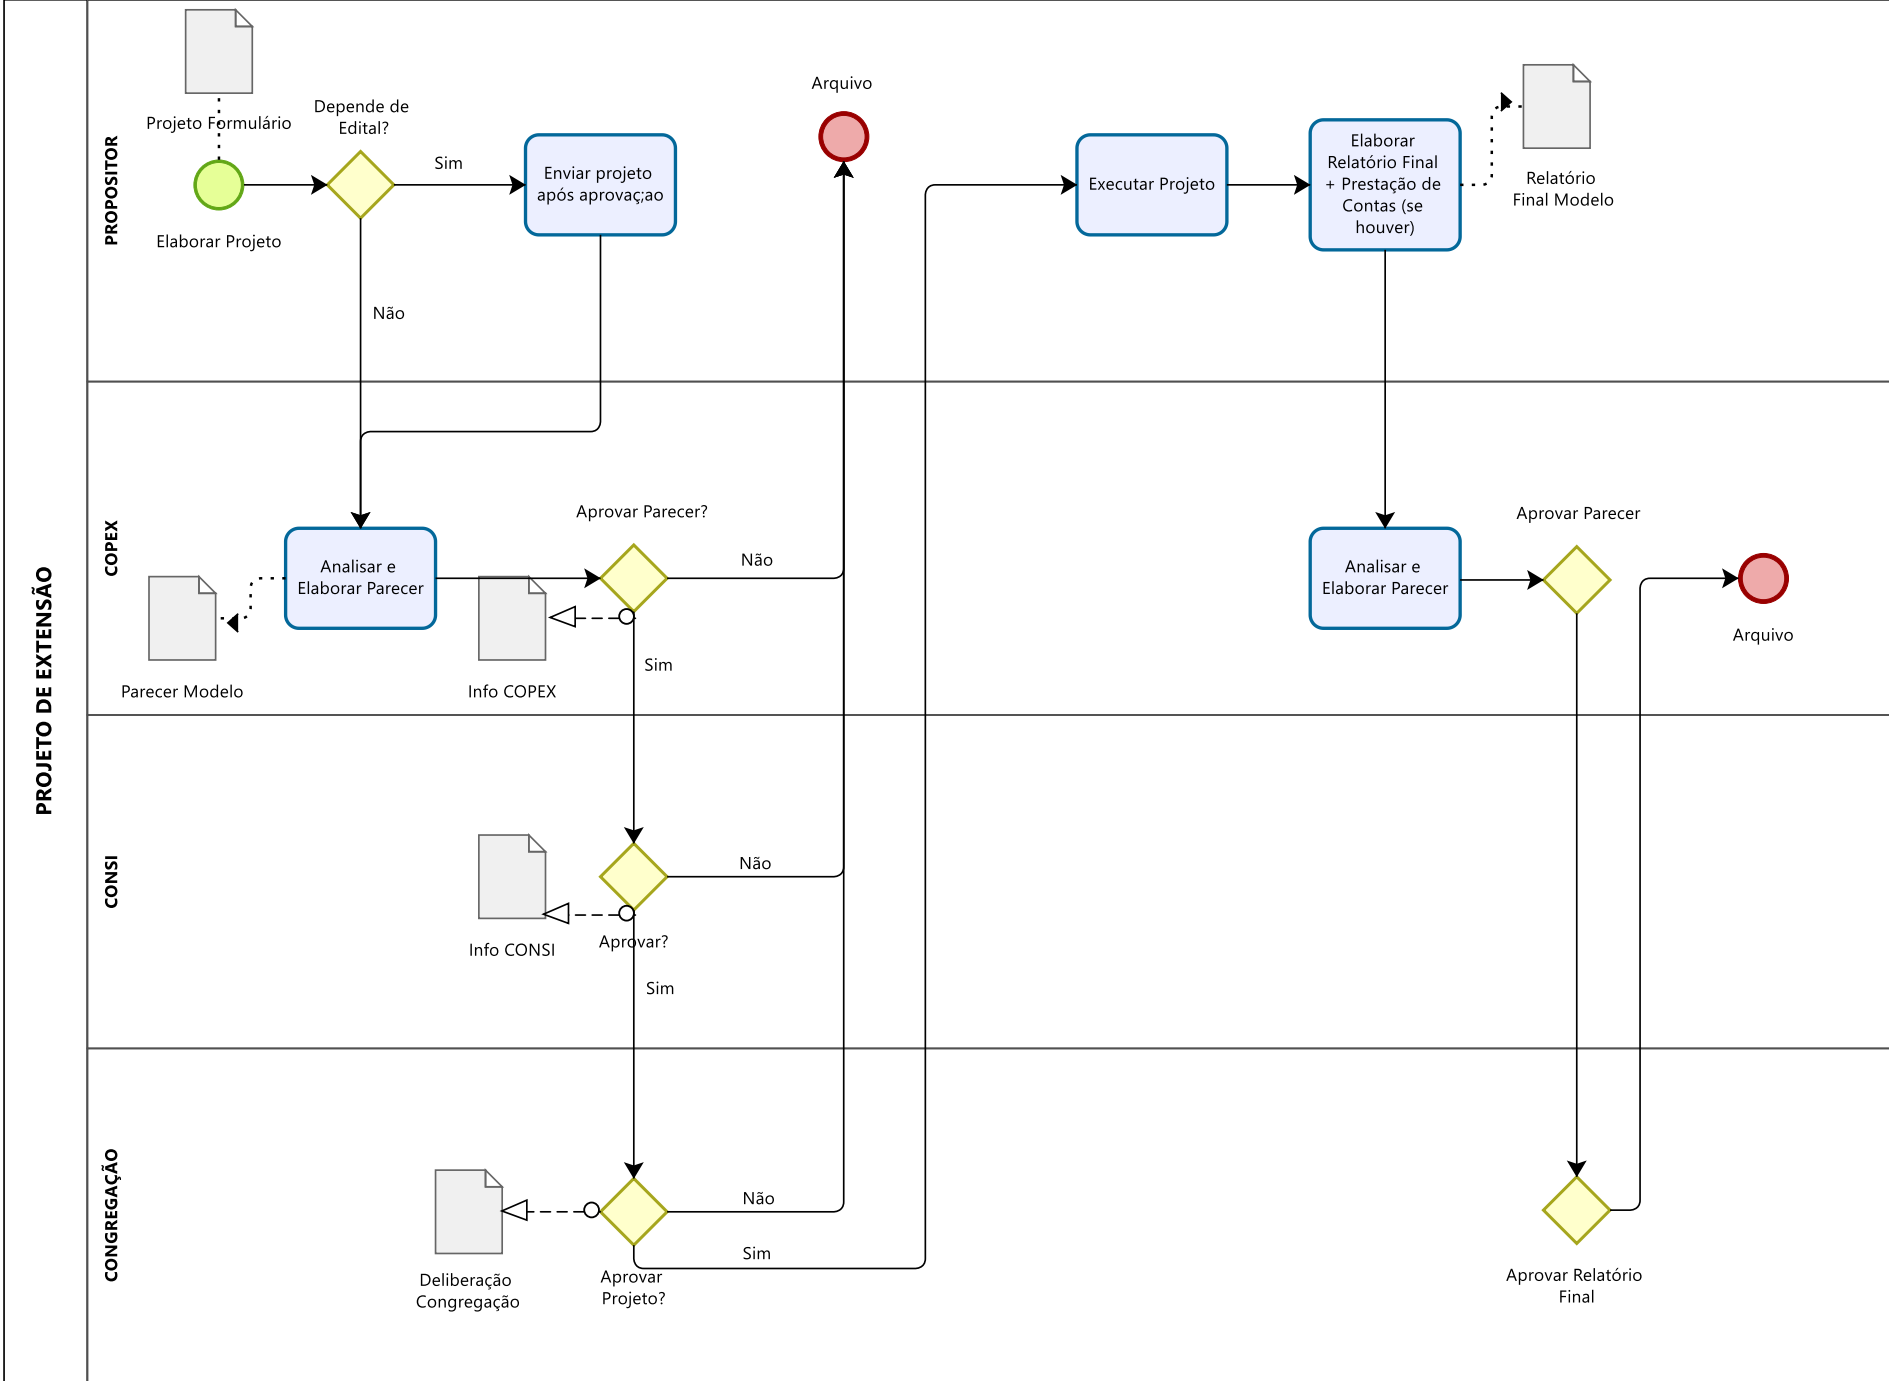 PROJETO DE EXTENSÃO
PROPOSITOR
Projeto Formulário
Elaborar Projeto
Depende de
Edital?
Sim
Não
Enviar projeto
após aprovaç;ao
Arquivo
Executar Projeto
Elaborar
Relatório Final
+ Prestação de
Contas (se
houver)
Relatório
Final Modelo
COPEX
Parecer Modelo
Analisar e
Elaborar Parecer
Info COPEX
Aprovar Parecer?
Não
Sim
Analisar e
Elaborar Parecer
Aprovar Parecer
Arquivo
CONSI
Info CONSI
Não
Aprovar?
Sim
CONGREGAÇÃO
Deliberação
Congregação
Não
Sim
Aprovar
Projeto?
Aprovar Relatório
Final